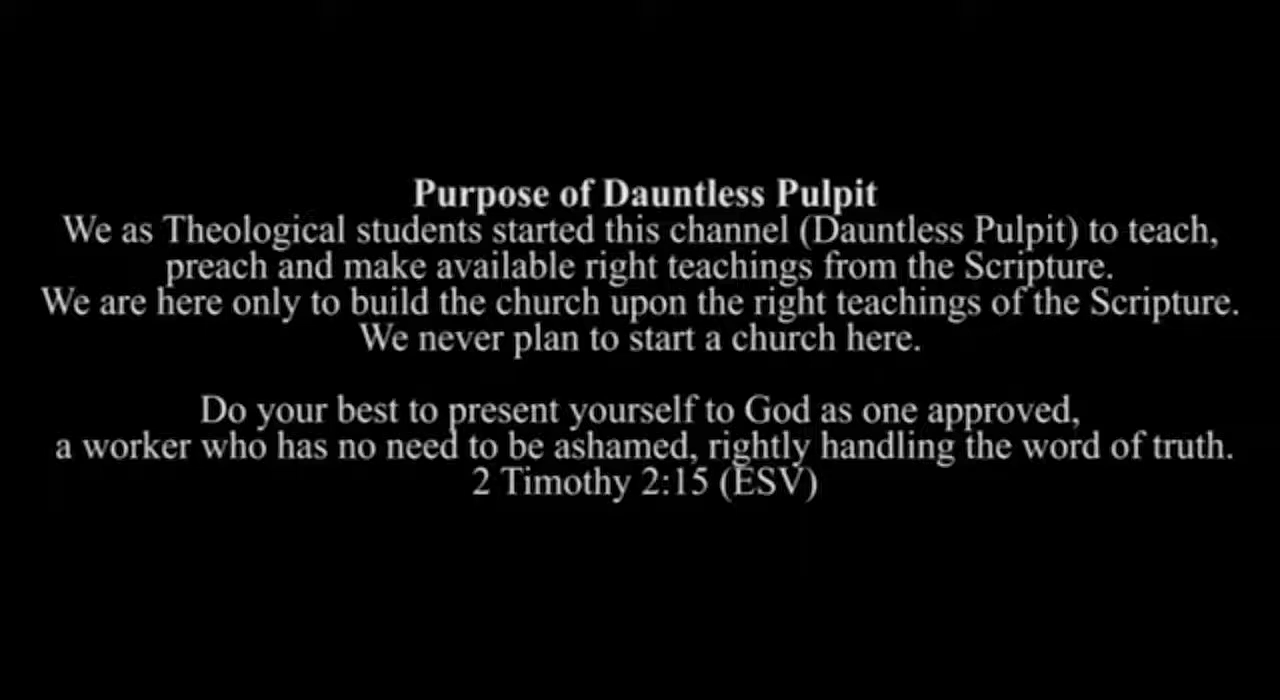 Purpose of Dauntless Pulpit
We as Theological students started this channel (Dauntless Pulpit) to teach,
preach and make available right teachings from the Scripture.
We are here only to build the church upon the right teachings of the Scripture.
We never plan to start a church here.
Do your best to present yourself to God as one approved,
a worker who has no need to be ashamed, rightly handling the word of truth.
2 Timothy 2:15 (ESV)